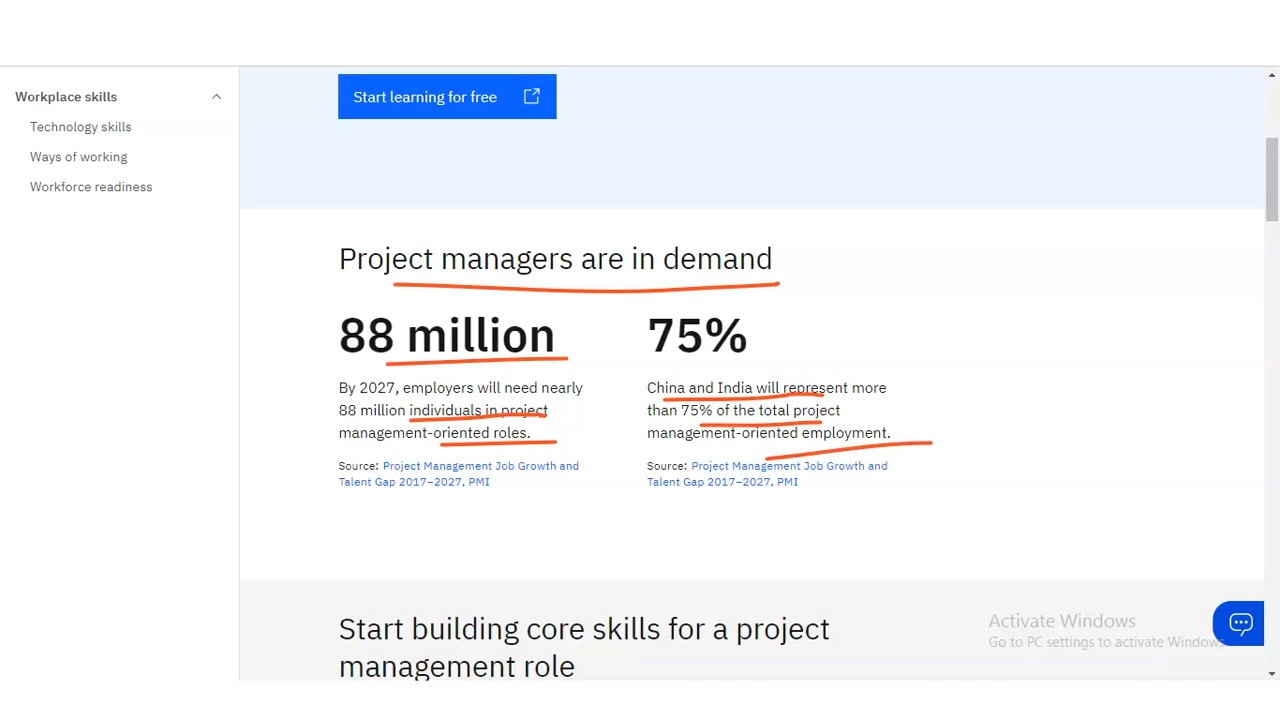 Workplace skills
Technology skills
Ways of working
Workforce readiness
Start learning for free
Project managers are in demand
88 million
By 2027, employers will need nearly
88 million individuals in project
management-oriented roles.
Source: Project Management Job Growth and
Talent Gap 2017–2027, PMI
75%
China and India will represent more
than 75% of the total project
management-oriented employment.
Source: Project Management Job Growth and
Talent Gap 2017–2027, PMI
Start building core skills for a project
management role
Activate Windows
Go to PC settings to activate Windows.